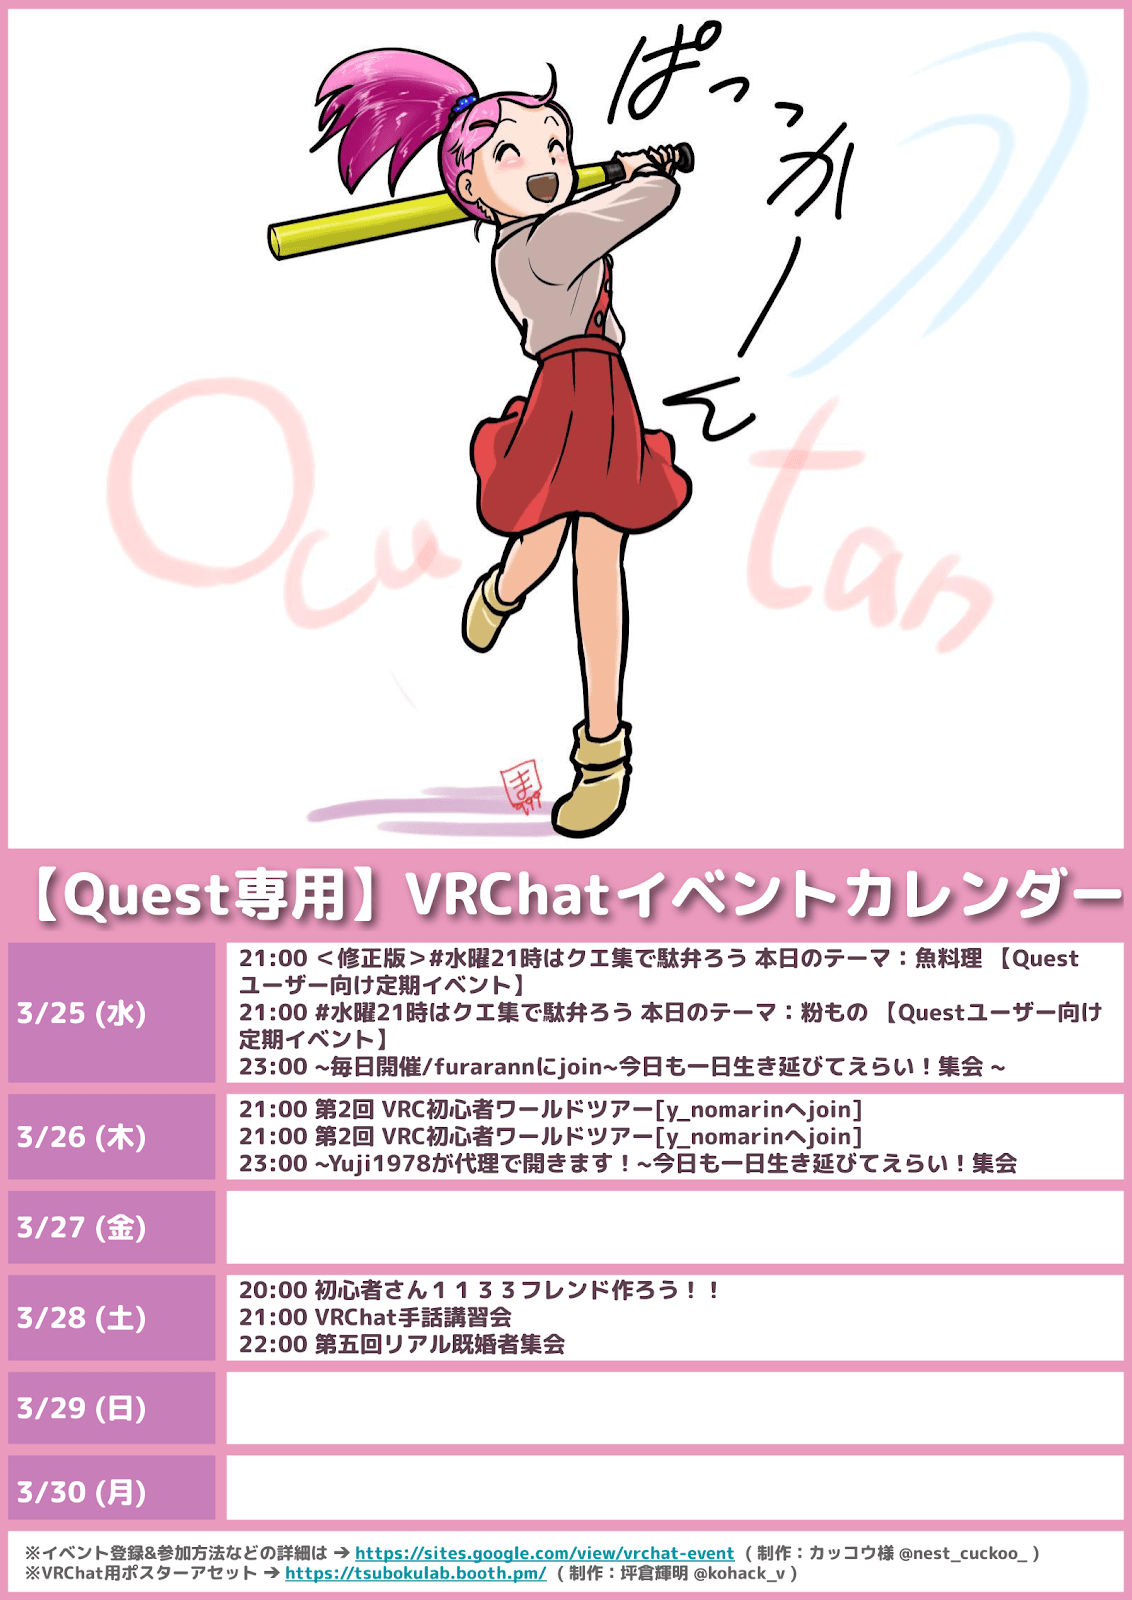 ぱっっかーん
Ocutan
ま
999
【Quest専用】VRChatイベントカレンダー
3/25 (水)
21:00 ＜修正版＞#水曜21時はクエ集で駄弁ろう 本日のテーマ：魚料理 【Quest
ユーザー向け定期イベント】
21:00 #水曜21時はクエ集で駄弁ろう 本日のテーマ：粉もの 【Questユーザー向け
定期イベント】
23:00 ~毎日開催/furarannにjoin~今日も一日生き延びてえらい！集会 ~
3/26 (木)
21:00 第2回 VRC初心者ワールドツアー[y_nomarinへjoin]
21:00 第2回 VRC初心者ワールドツアー[y_nomarinへjoin]
23:00 ~Yuji1978が代理で開きます！~今日も一日生き延びてえらい！集会
3/27 (金)
3/28 (土)
20:00 初心者さん１１３３フレンド作ろう！！
21:00 VRChat手話講習会
22:00 第五回リアル既婚者集会
3/29 (日)
3/30 (月)
※イベント登録&参加方法などの詳細は ➔ https://sites.google.com/view/vrchat-event （制作：カッコウ様 @nest_cuckoo_ )
※VRChat用ポスターアセット ➔ https://tsubokulab.booth.pm/ （制作：坪倉輝明 @kohack_v )